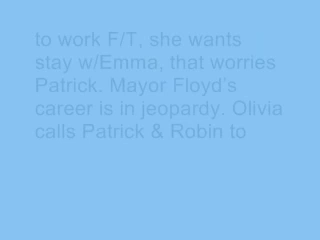 to work F/T, she wants
stay w/Emma, that worries
Patrick. Mayor Floyd's
career is in jeopardy. Olivia
calls Patrick & Robin to